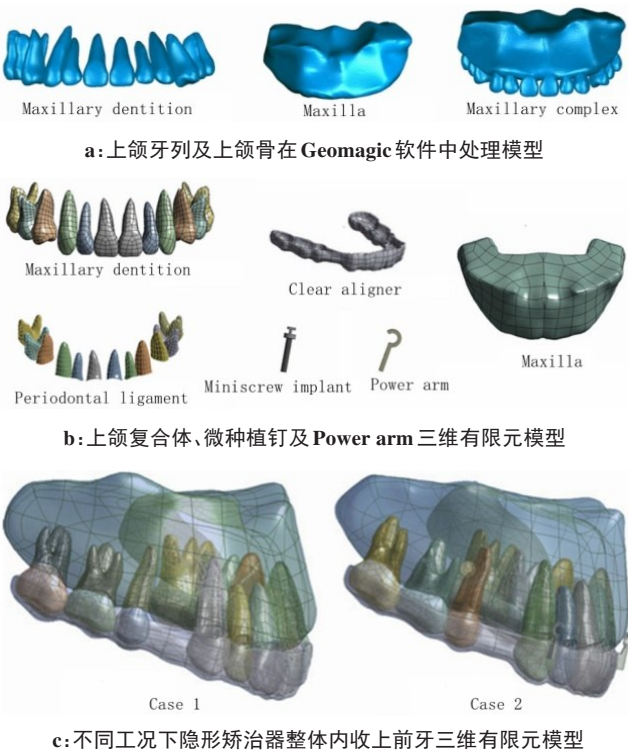 Maxillary dentition
Maxilla
Maxillary complex
a:上颌牙列及上颌骨在Geomagic软件中处理模型
Maxillary dentition
Clear aligner
Maxilla
Periodontal ligament
Miniscrew implant
Power arm
b:上颌复合体、微种植钉及Power arm三维有限元模型
Case 1
Case 2
c:不同工况下隐形矫治器整体内收上前牙三维有限元模型